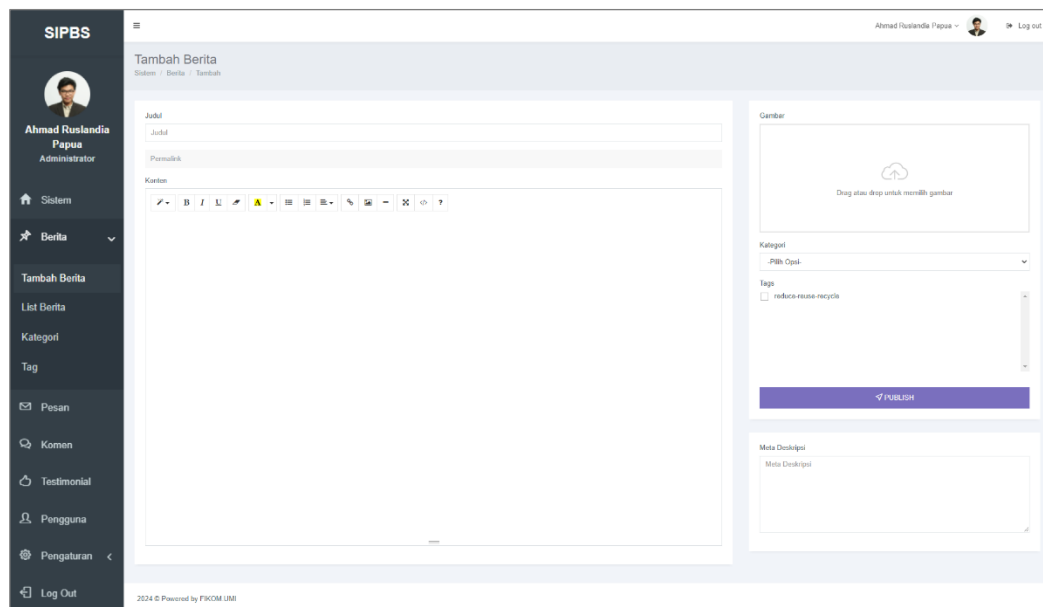 SIPBS
Ahmad Ruslandia Papua
Log out
Ahmad Ruslandia
Papua
Administrator
Sistem
Berita
Tambah Berita
List Berita
Kategori
Tag
Pesan
Komen
Testimonial
Pengguna
Pengaturan
Log Out
Tambah Berita
Sistem / Berita / Tambah
Judul
Judul
Permalink
Konten
B I U A ?
Gambar
Drag atau drop untuk memilih gambar
Kategori
-Pilih Opsi-
Tags
reduce-reuse-recycle
PUBLISH
Meta Deskripsi
Meta Deskripsi
2024 © Powered by FIKOM UMI